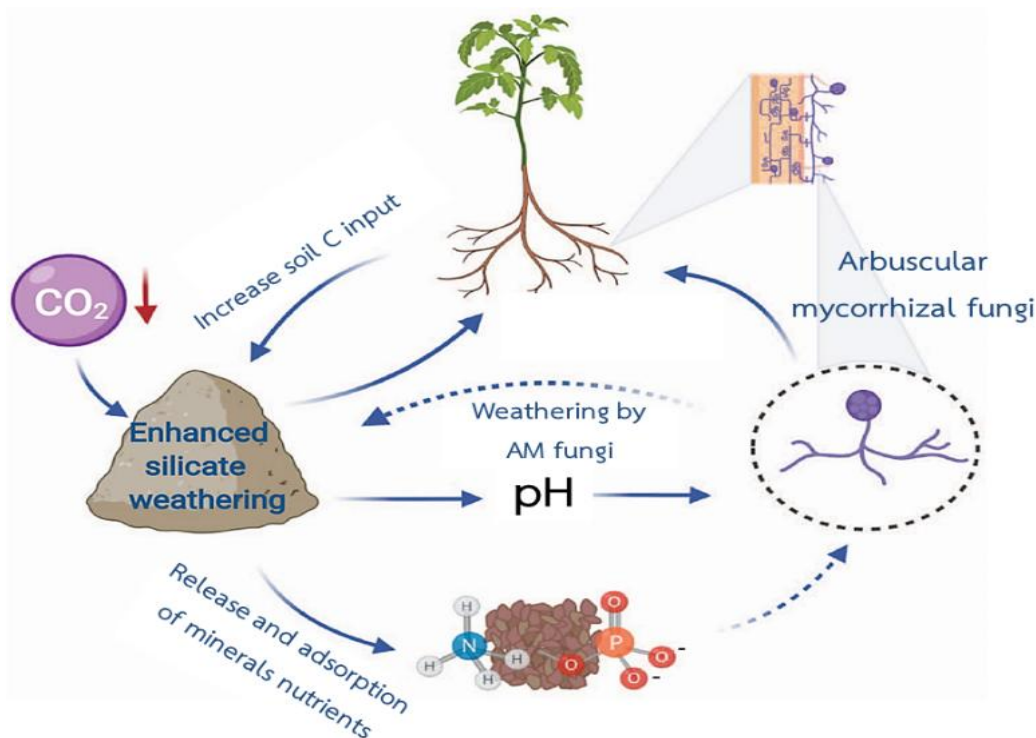 Increase soil C input
CO₂
Arbuscular
mycorrhizal fungi
Enhanced
silicate
weathering
Weathering by
AM fungi
pH
Release and adsorption
of minerals nutrients
H
N
H
H
H
O
O
P
O
-
O
-